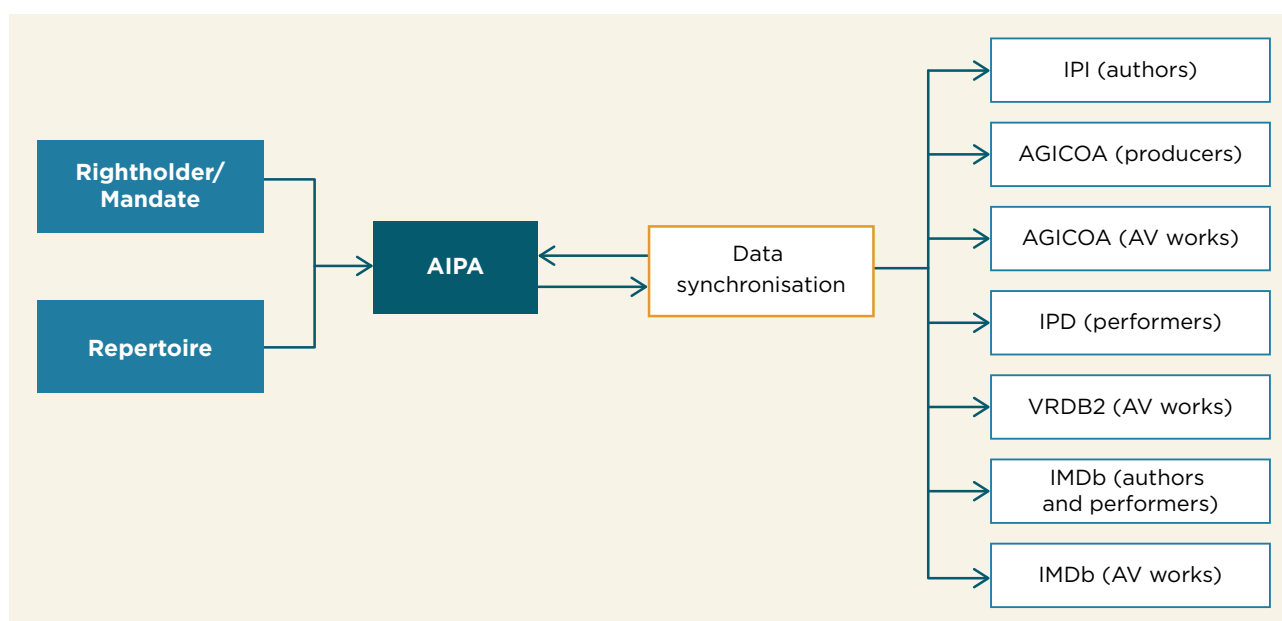 Rightholder/
Mandate
Repertoire
AIPA
Data
synchronisation
IPI (authors)
AGICOA (producers)
AGICOA (AV works)
IPD (performers)
VRDB2 (AV works)
IMDb (authors
and performers)
IMDb (AV works)